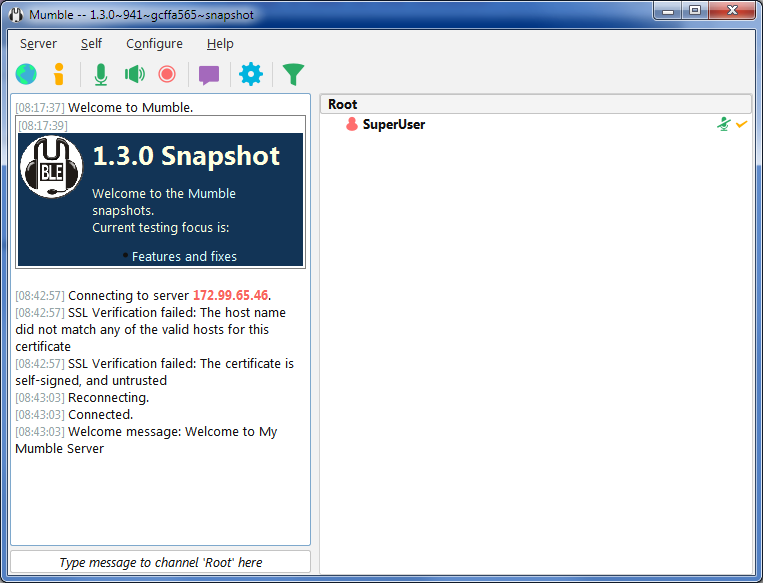 Mumble -- 1.3.0~941~gcffa565~snapshot
Server Self Configure Help
[08:17:37] Welcome to Mumble.
[08:17:39]
BLE
1.3.0 Snapshot
Welcome to the Mumble
snapshots.
Current testing focus is:
• Features and fixes
[08:42:57] Connecting to server 172.99.65.46.
[08:42:57] SSL Verification failed: The host name
did not match any of the valid hosts for this
certificate
[08:42:57] SSL Verification failed: The certificate is
self-signed, and untrusted
[08:43:03] Reconnecting.
[08:43:03] Connected.
[08:43:03] Welcome message: Welcome to My
Mumble Server
Type message to channel 'Root' here
Root
SuperUser